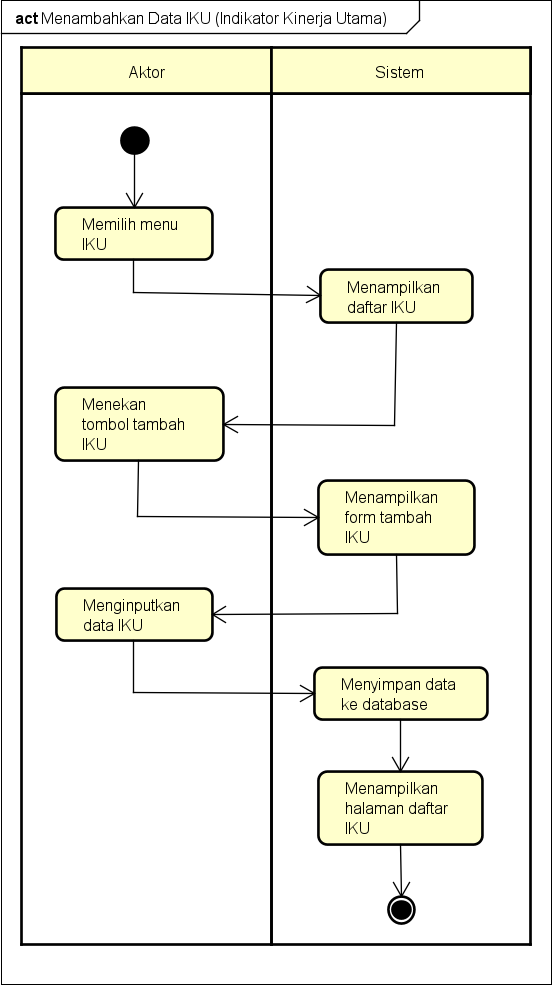 act Menambahkan Data IKU (Indikator Kinerja Utama)
Aktor
Sistem
Memilih menu
IKU
Menampilkan
daftar IKU
Menekan
tombol tambah
IKU
Menampilkan
form tambah
IKU
Menginputkan
data IKU
Menyimpan data
ke database
Menampilkan
halaman daftar
IKU